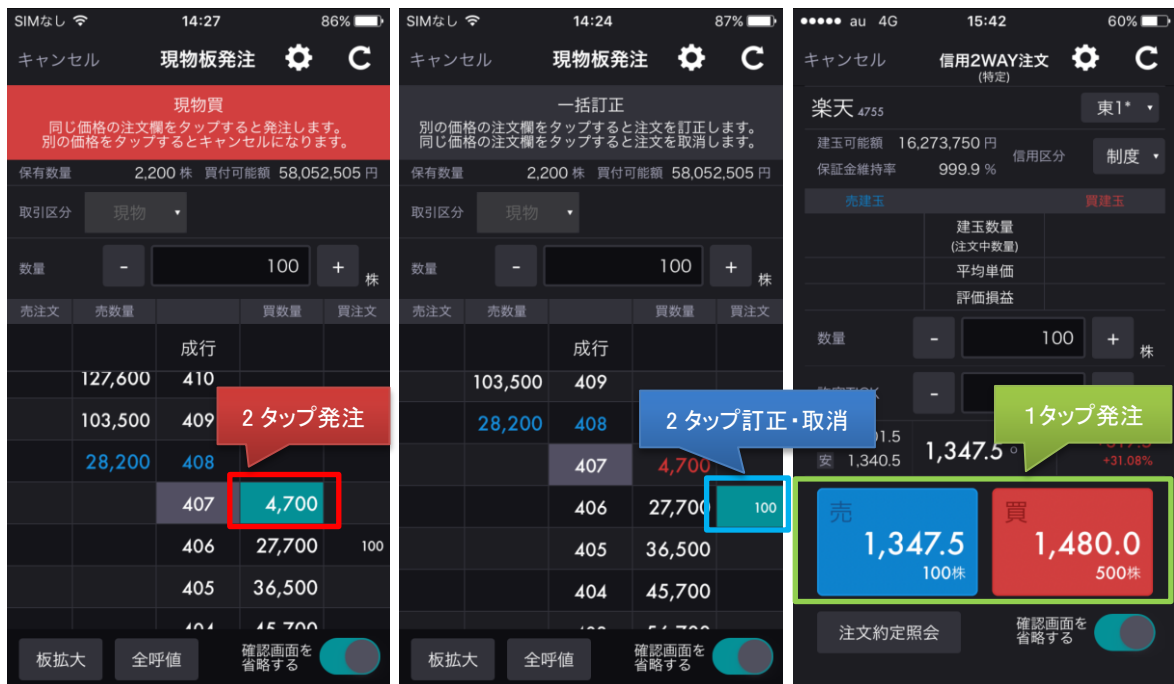 SIMなし 14:27 86%
キャンセル 現物板発注
現物買
同じ価格の注文欄をタップすると発注します。
別の価格をタップするとキャンセルになります。
保有数量 2,200 株 買付可能額 58,052,505 円
取引区分 現物
数量 - 100 + 株
売注文 売数量 買数量 買注文
成行
127,600 410
103,500 409
28,200 408
407 4,700
406 27,700 100
405 36,500
404 45,700
2 タップ発注
板拡大 全呼値 確認画面を
省略する
SIMなし 14:24 87%
キャンセル 現物板発注
一括訂正
別の価格の注文欄をタップすると注文を訂正します。
同じ価格の注文欄をタップすると注文を取消します。
保有数量 2,200 株 買付可能額 58,052,505 円
取引区分 現物
数量 - 100 + 株
売注文 売数量 買数量 買注文
成行
103,500 409
28,200 408
407 4,700
406 27,700 100
405 36,500
404 45,700
2 タップ訂正・取消
板拡大 全呼値 確認画面を
省略する
au 4G 15:42 60%
キャンセル 信用2WAY注文
(特定)
楽天 4755 東1*
建玉可能額 16,273,750 円
信用区分 制度
保証金維持率 999.9 %
売建玉 買建玉
建玉数量
(注文中数量)
平均単価
評価損益
数量 - 100 + 株
-
1タップ発注
安 1,340.5 1,347.5
+31.08%
売 買
1,347.5 1,480.0
100株 500株
注文約定照会 確認画面を
省略する